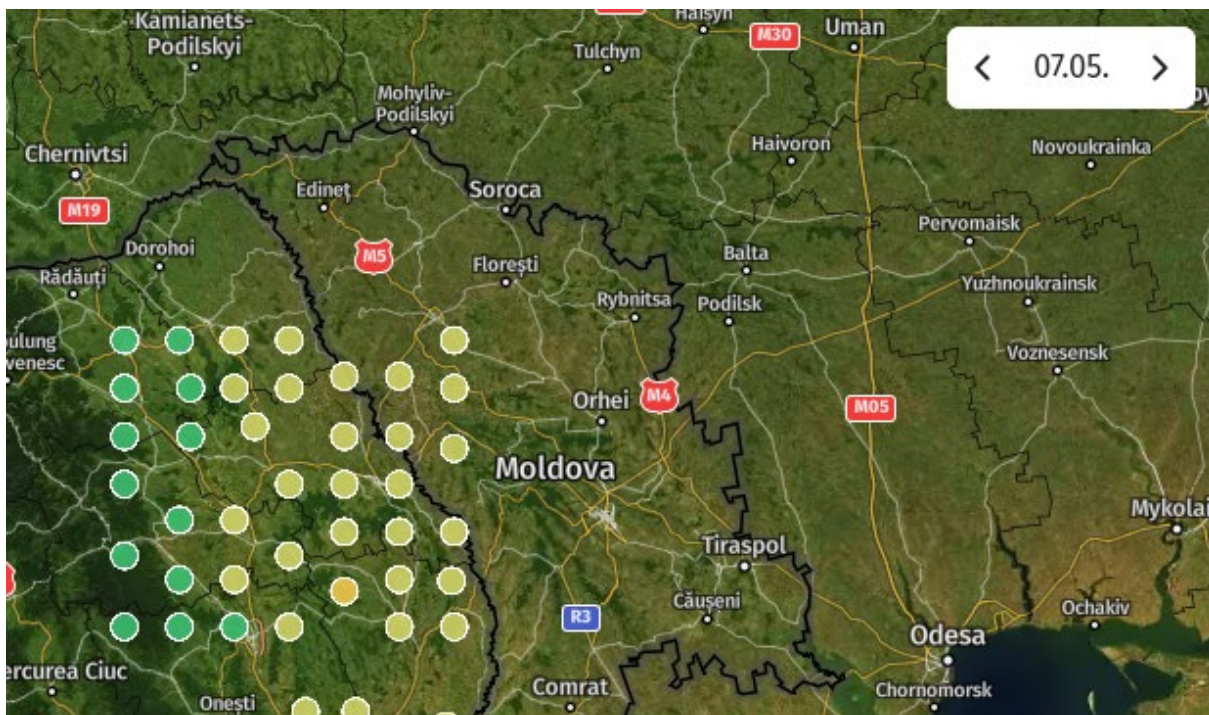 Kamianets-
Podilskyi
Haisyn
M30
Uman
Tulchyn
07.05.
Mohyliv-
Podilskyi
Chernivtsi
Haivoron
Novoukrainka
Edineț
Soroca
M19
Pervomaisk
Dorohoi
M5
Balta
Florești
Rădăuți
Yuzhnoukrainsk
Rybnitsa
Podilsk
ulung
venesc
Voznesensk
Orhei
M4
M05
Moldova
Mykolai
Tiraspol
Căușeni
R3
Ochakiv
Odesa
ercurea Ciuc
Comrat
Chornomorsk
Onești